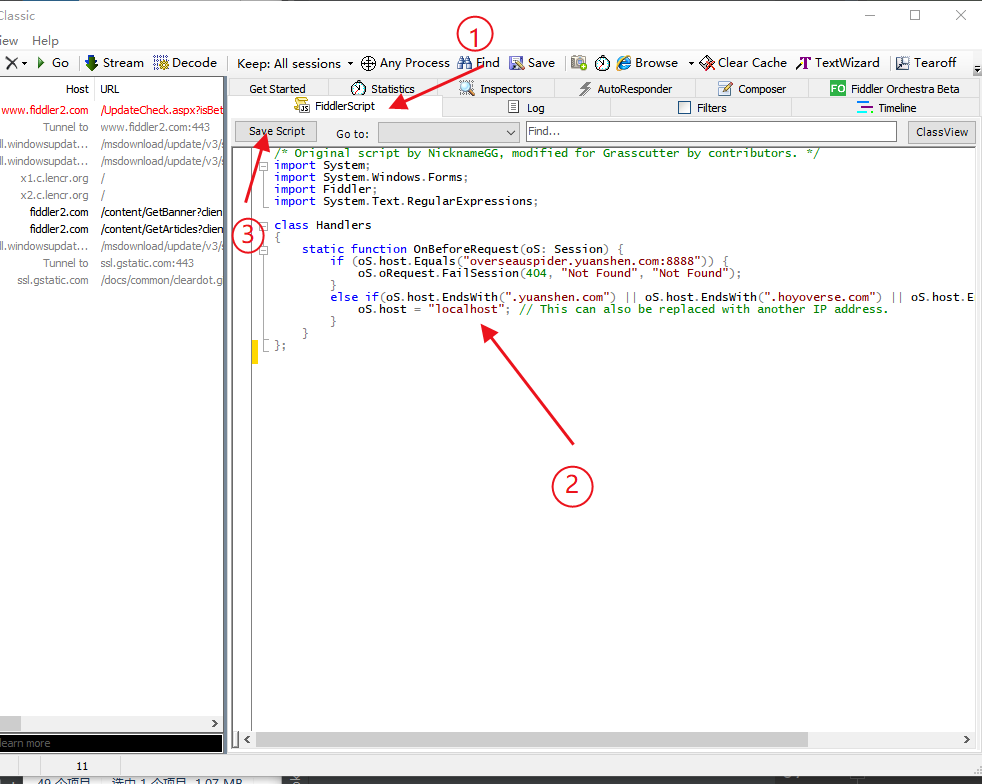 Classic
iew Help
Go Stream Decode Keep: All sessions Any Process Find Save Browse Clear Cache TextWizard Tearoff
1
Host URL
www.fiddler2.com /UpdateCheck.aspx?isBet
Tunnel to www.fiddler2.com:443
ll.windowsupdat... /msdownload/update/v3/s
ll.windowsupdat... /msdownload/update/v3/s
x1.c.lencr.org /
x2.c.lencr.org /
fiddler2.com /content/GetBanner?clien
fiddler2.com /content/GetArticles?clien
ll.windowsupdat... /msdownload/update/v3/s
Tunnel to ssl.gstatic.com:443
ssl.gstatic.com /docs/common/cleardot.g
Get Started Statistics Inspectors AutoResponder Composer FO Fiddler Orchestra Beta
FiddlerScript Log Filters Timeline
Save Script Go to: Find... ClassView
/* Original script by NicknameGG, modified for Grasscutter by contributors. */
import System;
import System.Windows.Forms;
import Fiddler;
import System.Text.RegularExpressions;
class Handlers
{
static function OnBeforeRequest(oS: Session) {
if (oS.host.Equals("overseauspider.yuanshen.com:8888")) {
oS.oRequest.FailSession(404, "Not Found", "Not Found");
}
else if(oS.host.EndsWith(".yuanshen.com") || oS.host.EndsWith(".hoyoverse.com") || oS.host.E
oS.host = "localhost"; // This can also be replaced with another IP address.
}
}
};
3
2
learn more
11
49 个项目 选中 1 个项目 1.07 MB